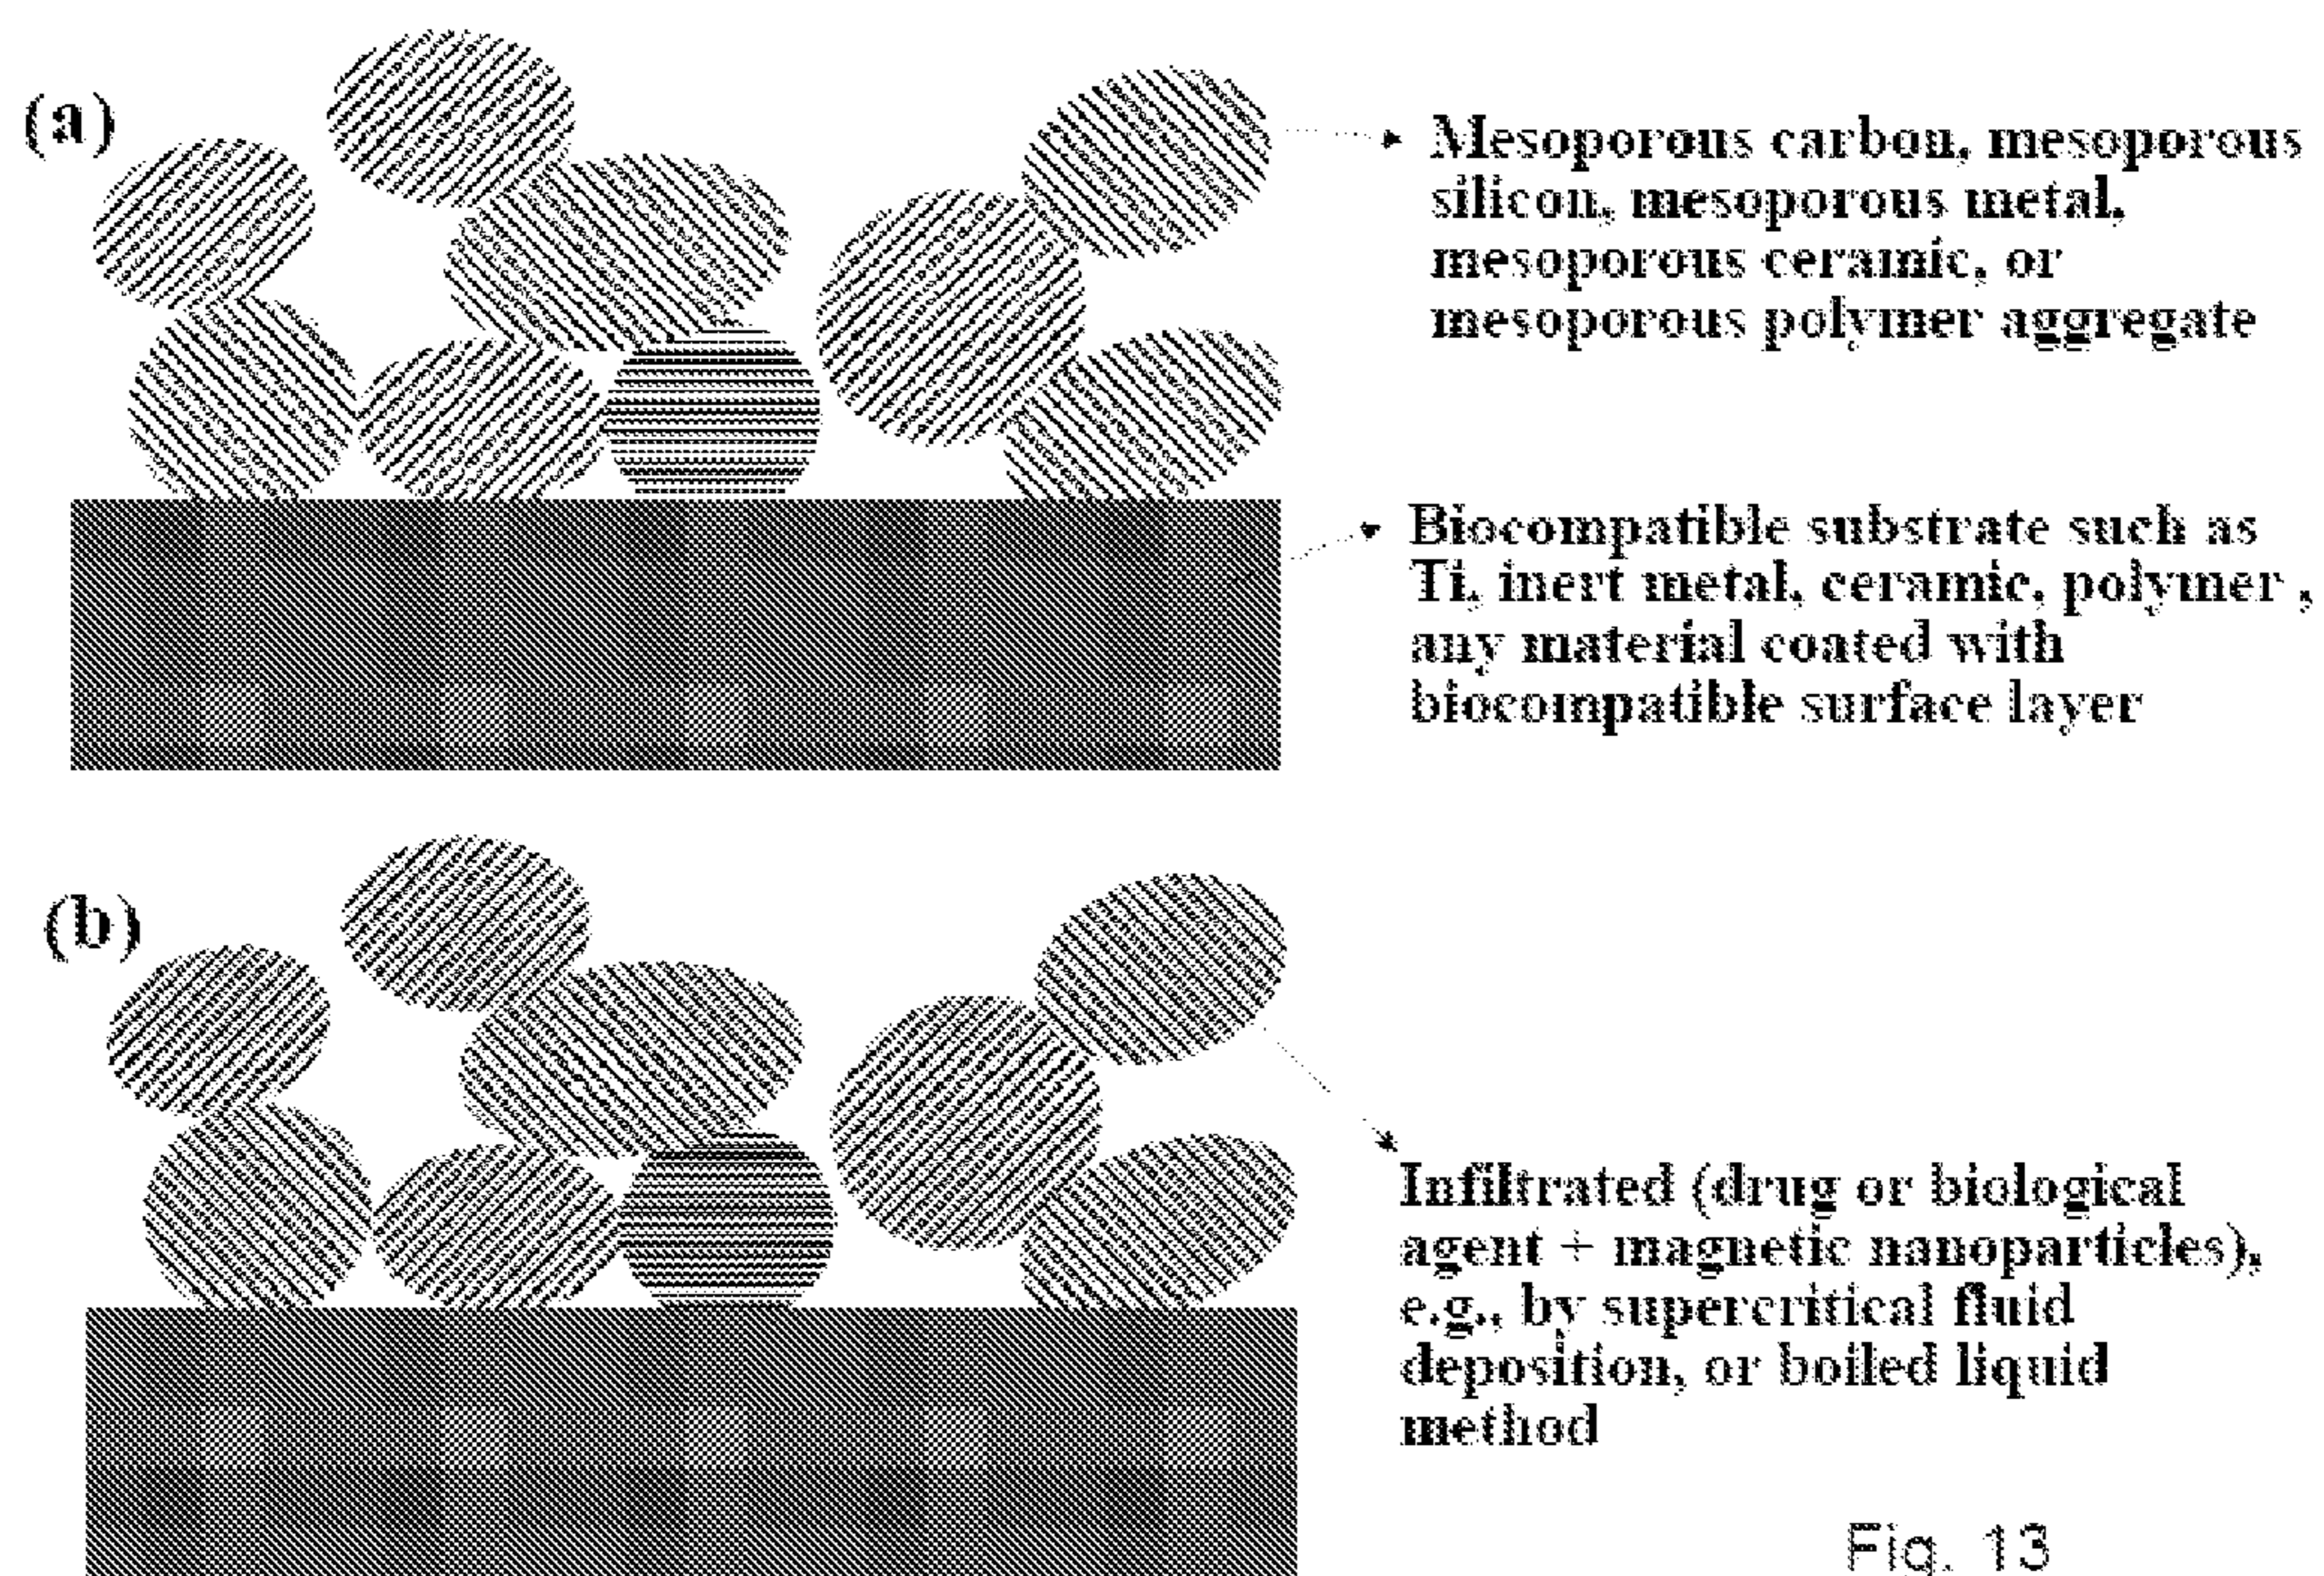 (a)
Mesoporous carbon, mesoporous
silicon, mesoporous metal,
mesoporous ceramic, or
mesoporous polymer aggregate
Biocompatible substrate such as
Ti, inert metal, ceramic, polymer ,
any material coated with
biocompatible surface layer
(b)
Infiltrated (drug or biological
agent + magnetic nanoparticles),
e.g., by supercritical fluid
deposition, or boiled liquid
method
Fig. 13